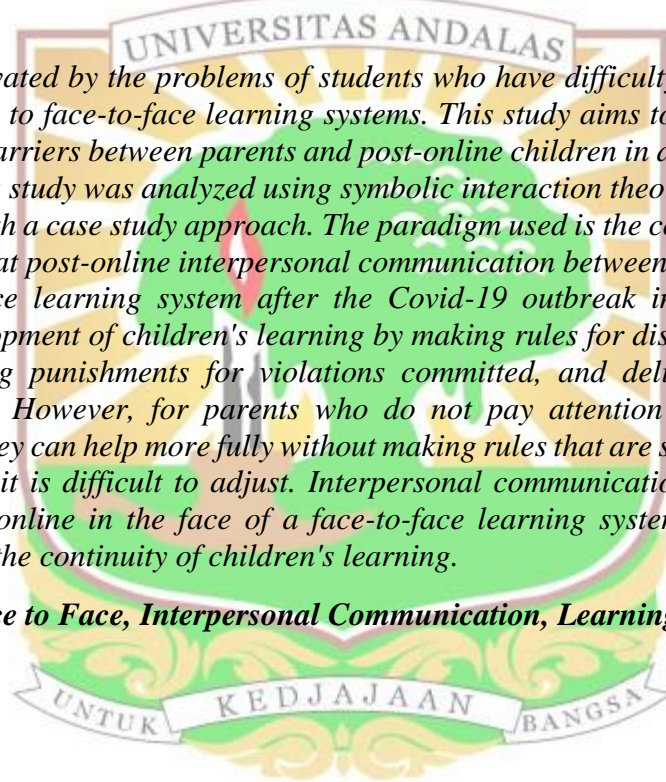 UNIVERSITAS ANDALAS
vated by the problems of students who have difficulty
to face-to-face learning systems. This study aims to
arriers between parents and post-online children in a
study was analyzed using symbolic interaction theo
th a case study approach. The paradigm used is the c
at post-online interpersonal communication between
ce learning system after the Covid-19 outbreak in
opment of children's learning by making rules for dis
g punishments for violations committed, and deli
However, for parents who do not pay attention
ey can help more fully without making rules that are s
it is difficult to adjust. Interpersonal communicatio
online in the face of a face-to-face learning system
the continuity of children's learning.
ce to Face, Interpersonal Communication, Learning
UNTUK KEDJAJAAN BANGSA